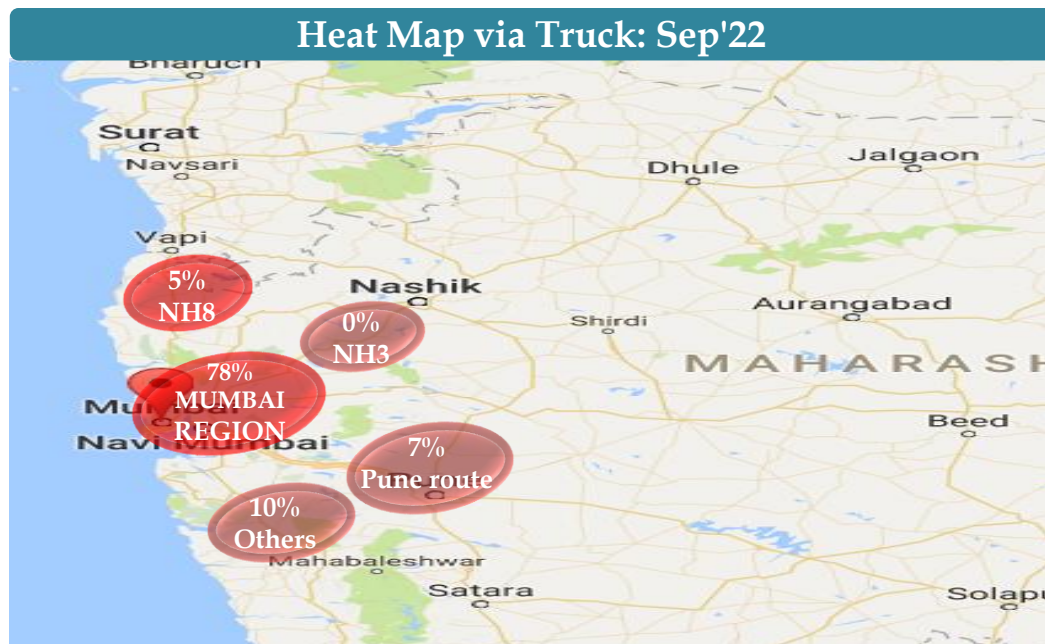 Heat Map via Truck: Sep'22
Bharuch
Surat
Navsari
Dhule
Jalgaon
Vapi
5%
NH8
Nashik
0%
NH3
Shirdi
Aurangabad
MAHARASH
78%
MUMBAI
REGION
Mumbai
Navi Mumbai
Beed
7%
Pune route
10%
Others
Mahabaleshwar
Satara
Solapu